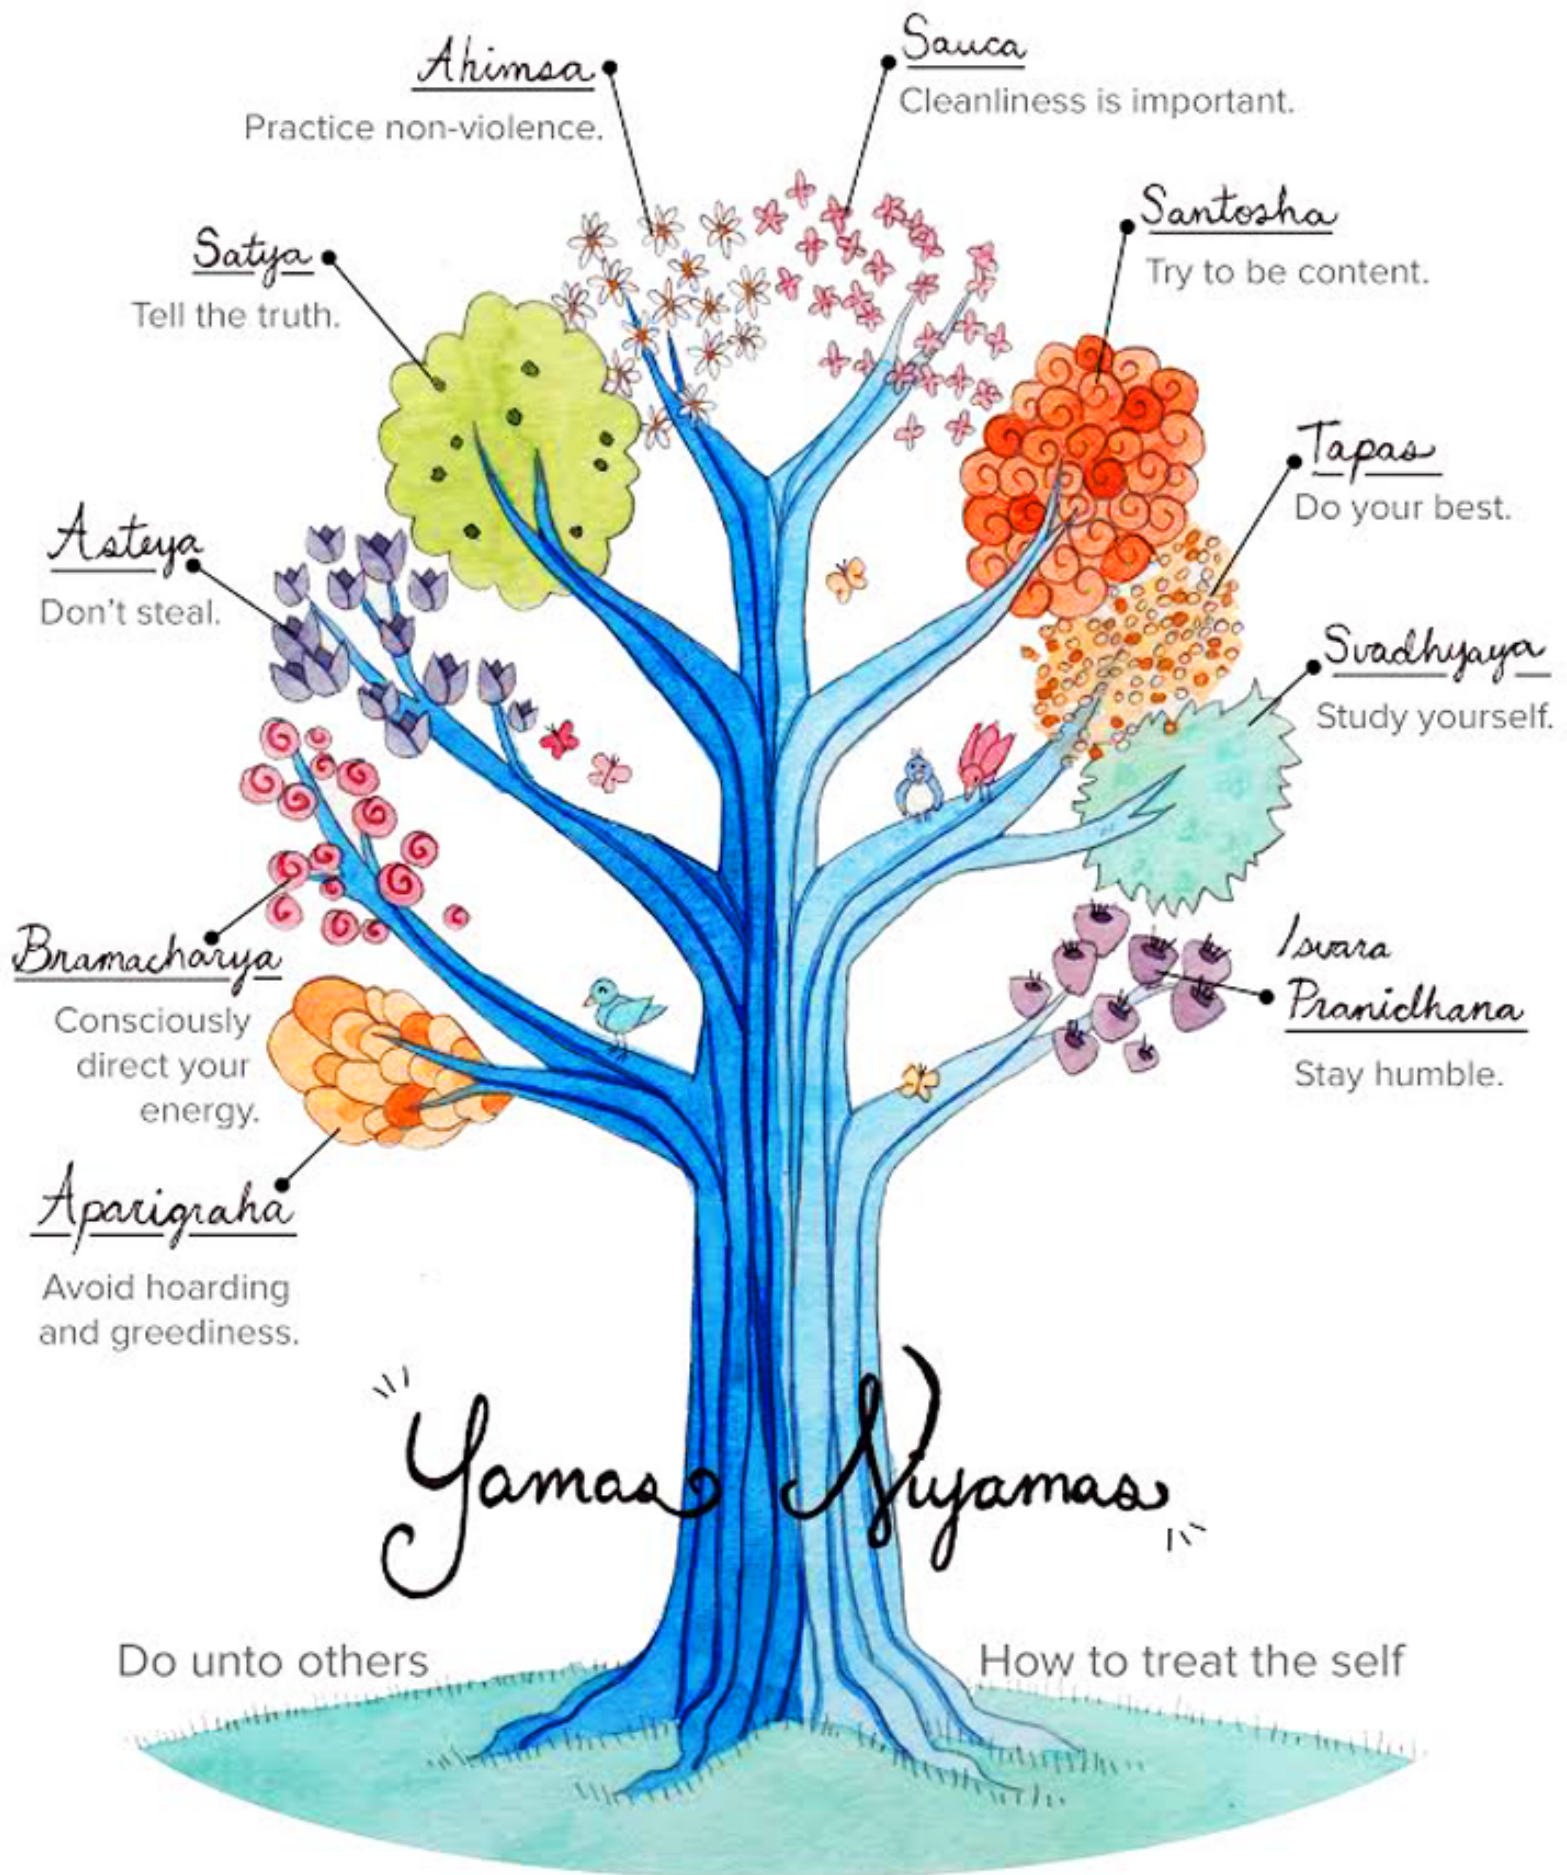 Ahimsa
Practice non-violence.
Sauca
Cleanliness is important.
Satya
Tell the truth.
Santosha
Try to be content.
Asteya
Don't steal.
Tapas
Do your best.
Svadhyaya
Study yourself.
Bramacharya
Consciously
direct your
energy.
Isvara
Pranidhana
Stay humble.
Aparigraha
Avoid hoarding
and greediness.
Yamas Niyamas
Do unto others
How to treat the self